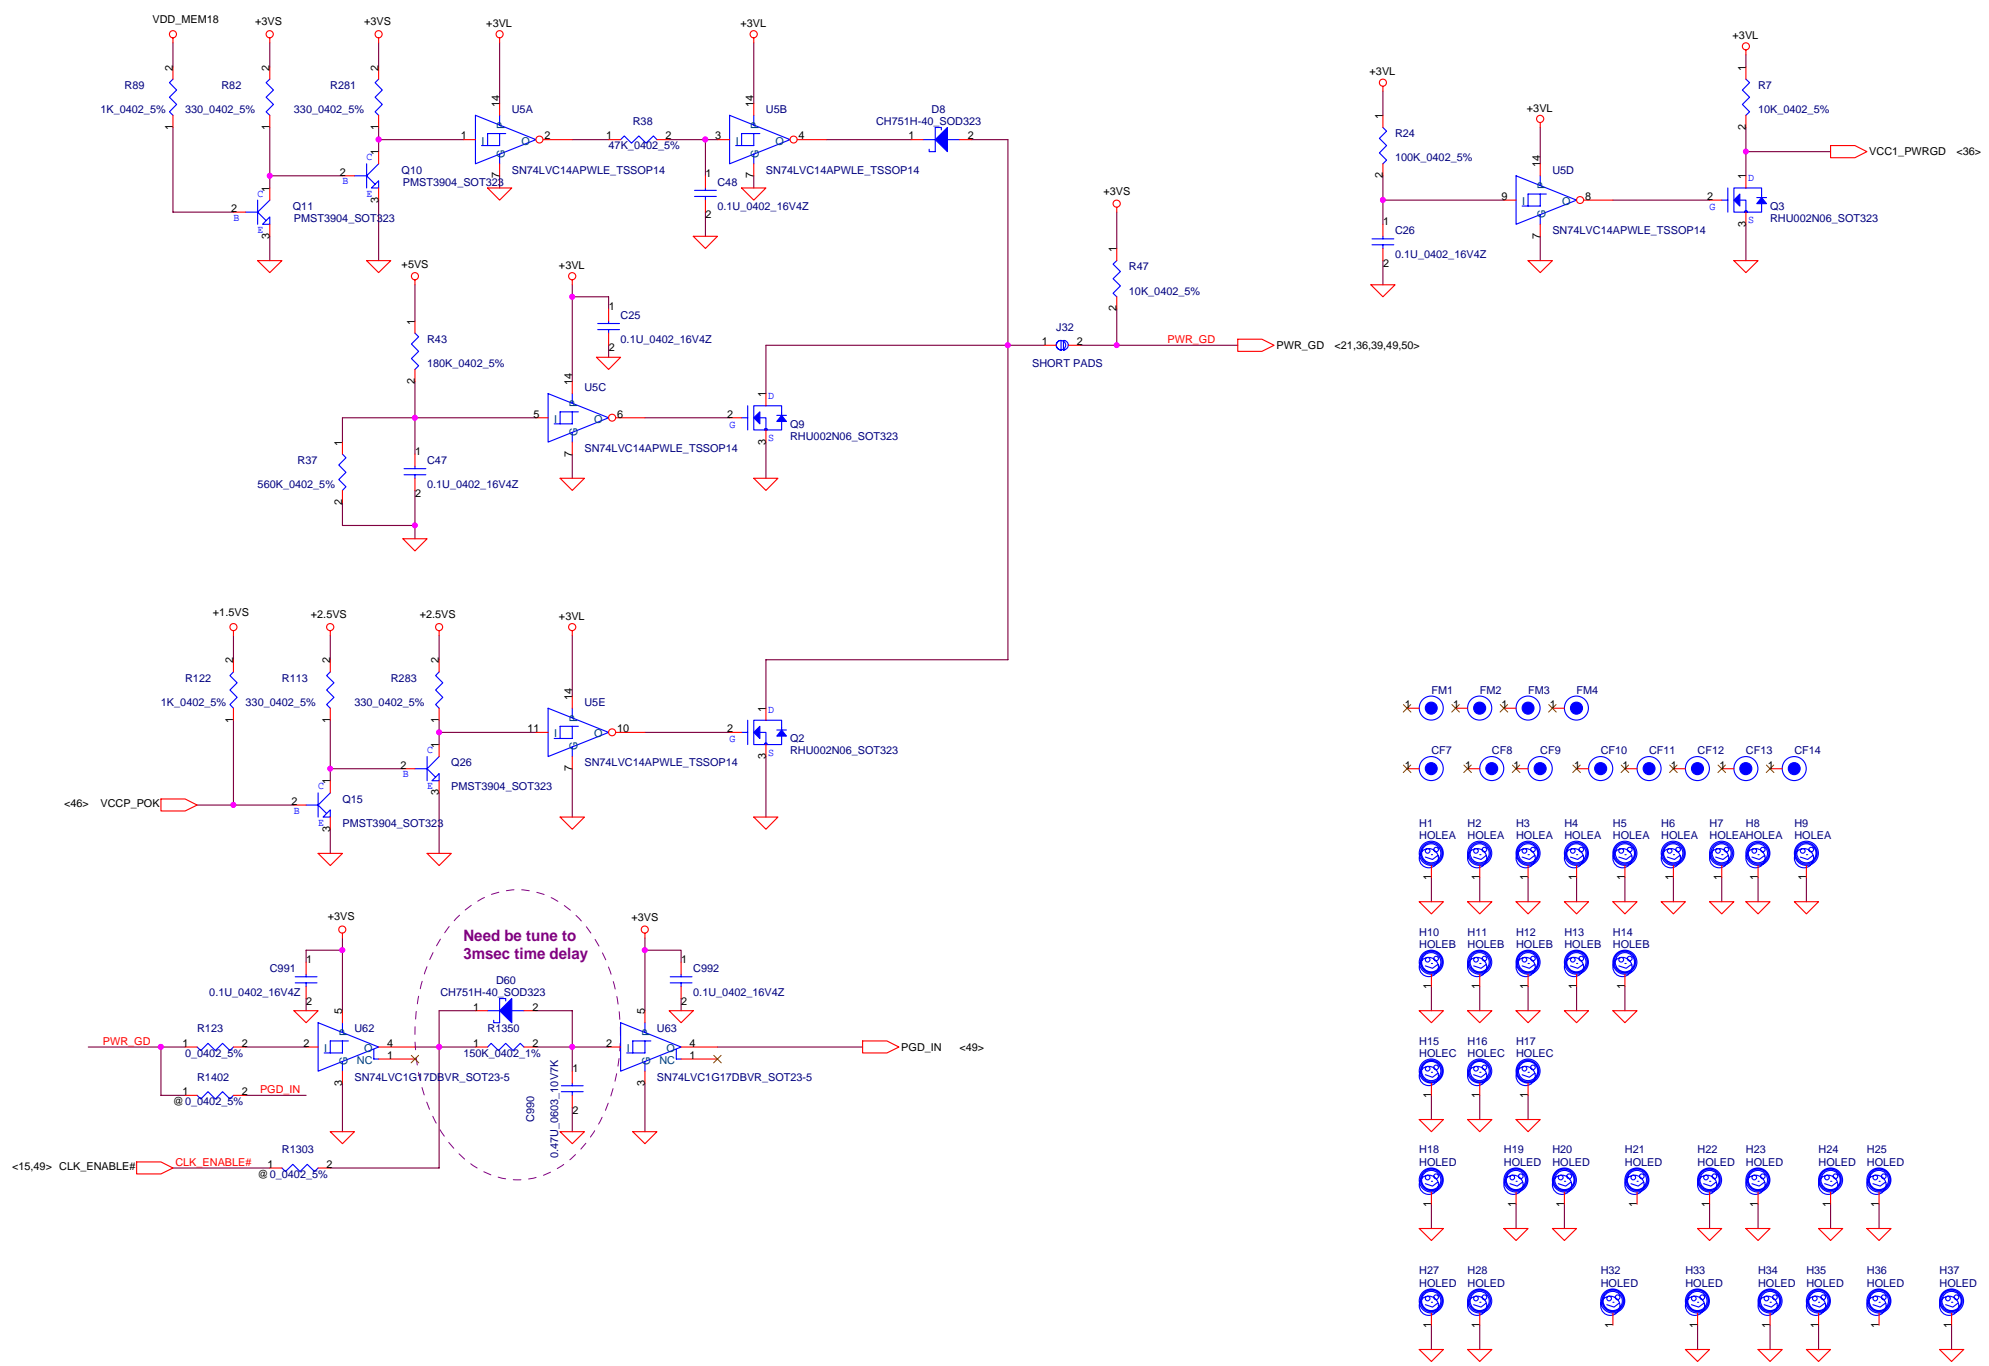 VDD_MEM18
+3VS
+3VS
+3VL
+3VL
R89
1K_0402_5%
R82
330_0402_5%
R281
330_0402_5%
U5A
SN74LVC14APWLE_TSSOP14
R38
47K_0402_5%
U5B
SN74LVC14APWLE_TSSOP14
D8
CH751H-40_SOD323
Q10
PMST3904_SOT323
Q11
PMST3904_SOT323
C48
0.1U_0402_16V4Z
+3VL
R24
100K_0402_5%
C26
0.1U_0402_16V4Z
+3VL
U5D
SN74LVC14APWLE_TSSOP14
+3VL
R7
10K_0402_5%
VCC1_PWRGD <36>
Q3
RHU002N06_SOT323
+5VS
+3VL
R43
180K_0402_5%
C25
0.1U_0402_16V4Z
U5C
SN74LVC14APWLE_TSSOP14
R37
560K_0402_5%
C47
0.1U_0402_16V4Z
Q9
RHU002N06_SOT323
+3VS
R47
10K_0402_5%
J32
SHORT PADS
PWR_GD
PWR_GD <21,36,39,49,50>
+1.5VS
+2.5VS
+2.5VS
+3VL
R122
1K_0402_5%
R113
330_0402_5%
R283
330_0402_5%
U5E
SN74LVC14APWLE_TSSOP14
Q2
RHU002N06_SOT323
Q26
PMST3904_SOT323
<46> VCCP_POK
Q15
PMST3904_SOT323
+3VS
+3VS
Need be tune to
3msec time delay
C991
0.1U_0402_16V4Z
D60
CH751H-40_SOD323
C992
0.1U_0402_16V4Z
PWR_GD
R123
0_0402_5%
U62
NC
SN74LVC1G17DBVR_SOT23-5
R1350
150K_0402_1%
U63
NC
SN74LVC1G17DBVR_SOT23-5
PGD_IN <49>
R1402
@0_0402_5%
PGD_IN
C990
0.47U_0603_10V7K
<15,49> CLK_ENABLE#
CLK_ENABLE#
R1303
@0_0402_5%
FM1 FM2 FM3 FM4
CF7 CF8 CF9 CF10 CF11 CF12 CF13 CF14
H1 H2 H3 H4 H5 H6 H7 H8 H9
HOLEA HOLEA HOLEA HOLEA HOLEA HOLEA HOLEA HOLEA HOLEA
H10 H11 H12 H13 H14
HOLEB HOLEB HOLEB HOLEB HOLEB
H15 H16 H17
HOLEC HOLEC HOLEC
H18 H19 H20 H21 H22 H23 H24 H25
HOLED HOLED HOLED HOLED HOLED HOLED HOLED HOLED
H27 H28 H32 H33 H34 H35 H36 H37
HOLED HOLED HOLED HOLED HOLED HOLED HOLED HOLED